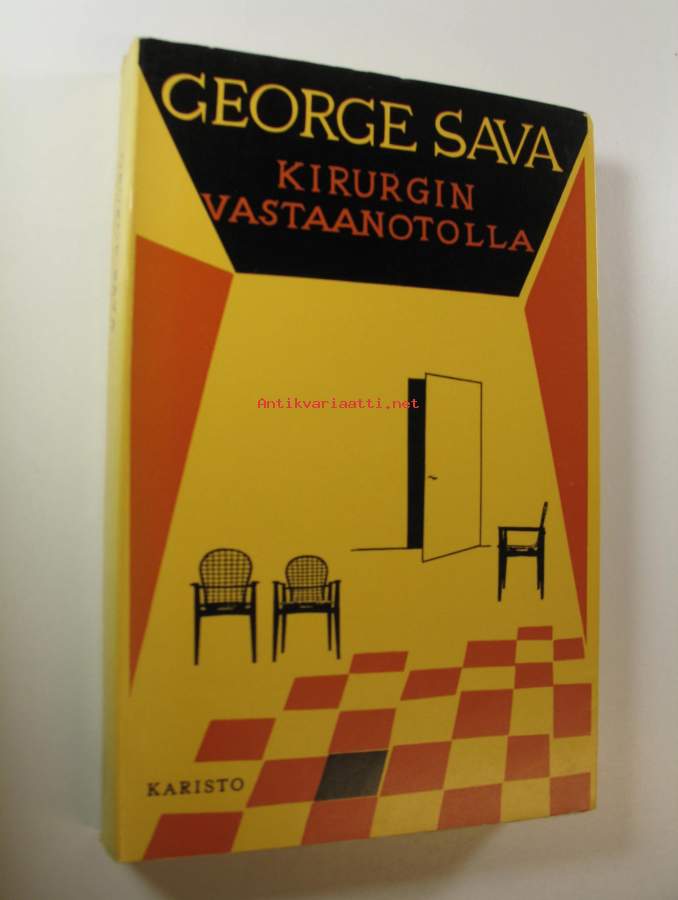 GEORGE SAVA
KIRURGIN
VASTAANOTOLLA
Antikvariaatti.net
KARISTO